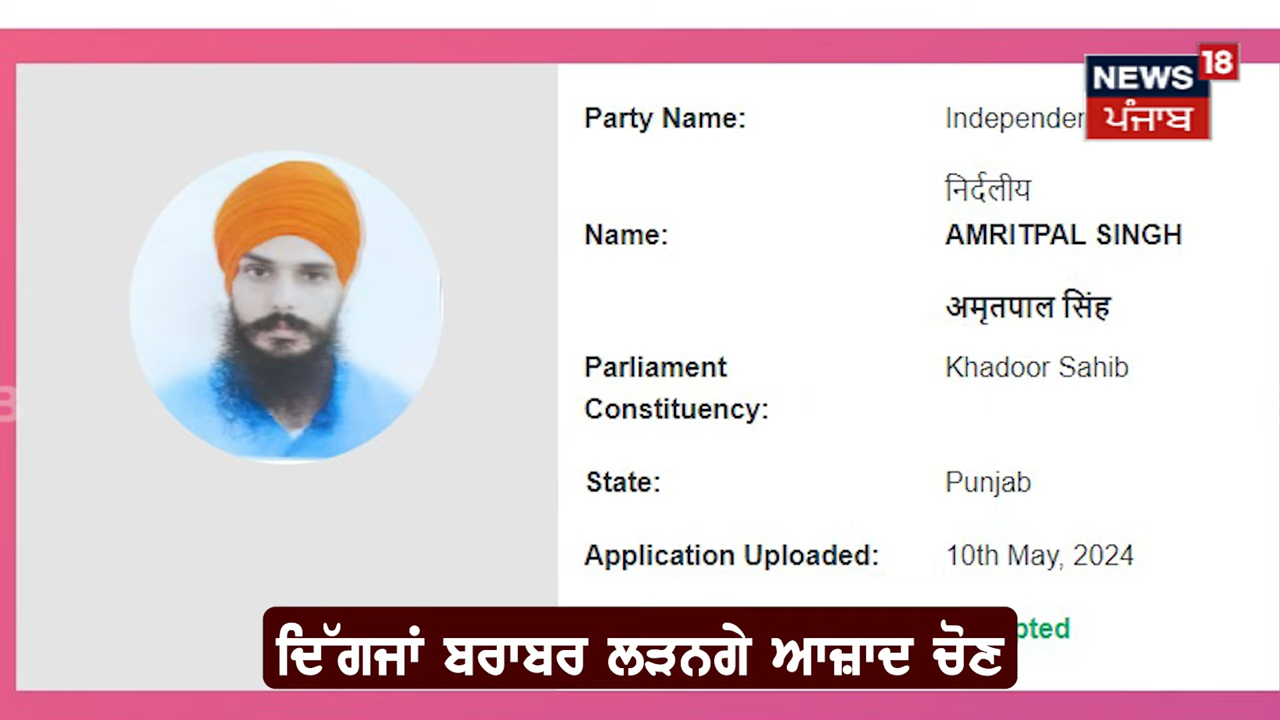 NEWS 18
ਪੰਜਾਬ
Party Name:
निर्दलीय
Name: AMRITPAL SINGH
अमृतपाल सिंह
Parliament Khadoor Sahib
Constituency:
State: Punjab
Application Uploaded: 10th May, 2024
ਦਿੱਗਜਾਂ ਬਰਾਬਰ ਲੜਨਗੇ ਆਜ਼ਾਦ ਚੋਣ